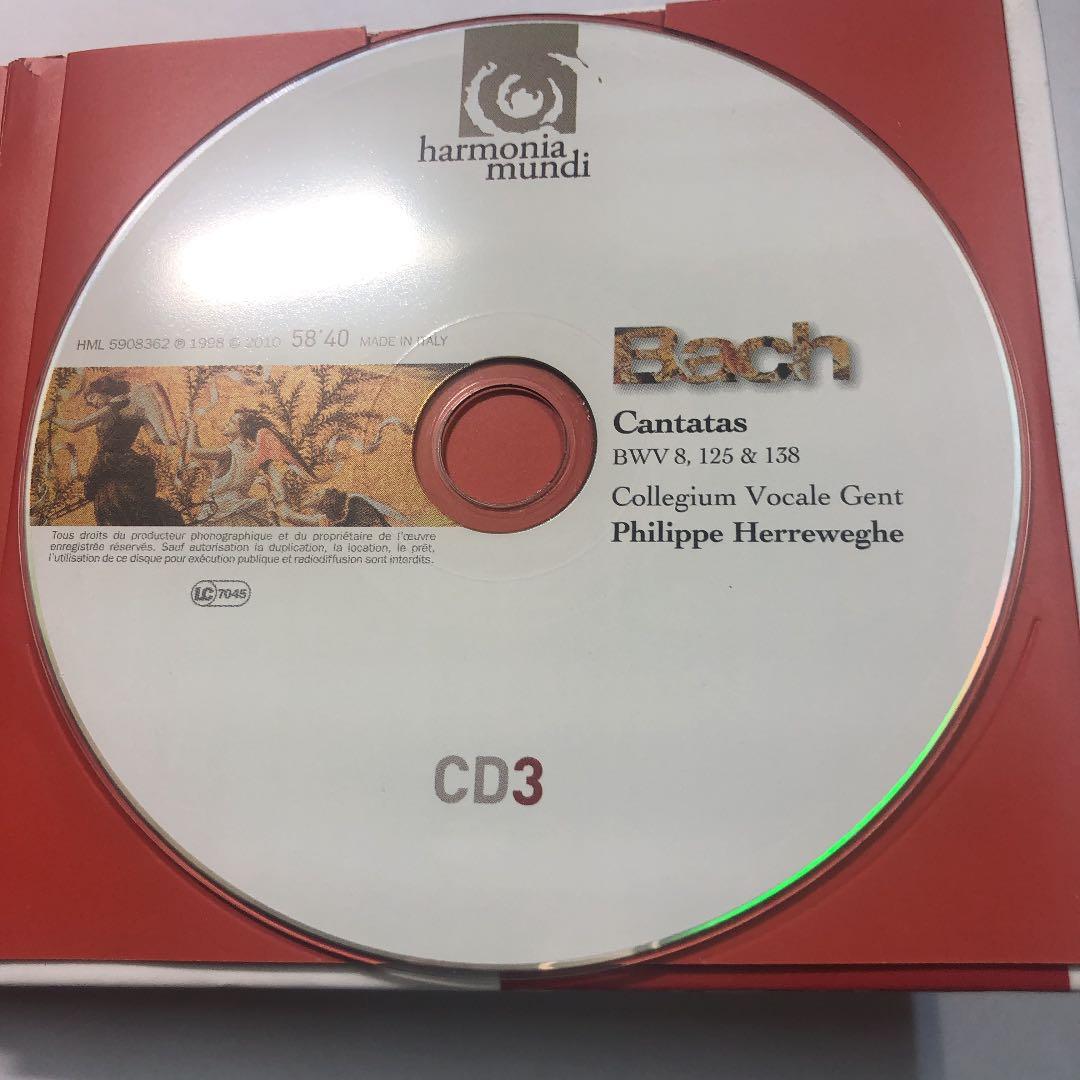 harmonia
mundi
HML 5908362 ℗ 1998 © 2010 58'40 MADE IN ITALY
Bach
Cantatas
BWV 8, 125 & 138
Collegium Vocale Gent
Philippe Herreweghe
Tous droits du producteur phonographique et du propriétaire de l'œuvre
enregistrée réservés. Sauf autorisation la duplication, la location, le prêt,
l'utilisation de ce disque pour exécution publique et radiodiffusion sont interdits.
LC 7045
CD3